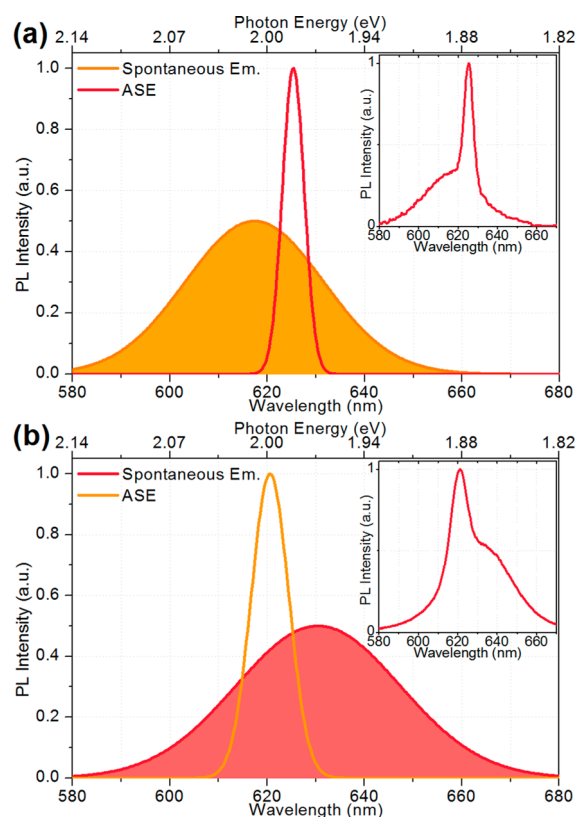 (a)
Photon Energy (eV)
2.14 2.07 2.00 1.94 1.88 1.82
Spontaneous Em.
ASE
PL Intensity (a.u.)
1.0
0.8
0.6
0.4
0.2
0.0
580 600 620 640 660 680
Wavelength (nm)
PL Intensity (a.u.)
1
0
580 600 620 640 660
Wavelength (nm)
(b)
Photon Energy (eV)
2.14 2.07 2.00 1.94 1.88 1.82
Spontaneous Em.
ASE
PL Intensity (a.u.)
1.0
0.8
0.6
0.4
0.2
0.0
580 600 620 640 660 680
Wavelength (nm)
PL Intensity (a.u.)
1
0
580 600 620 640 660
Wavelength (nm)